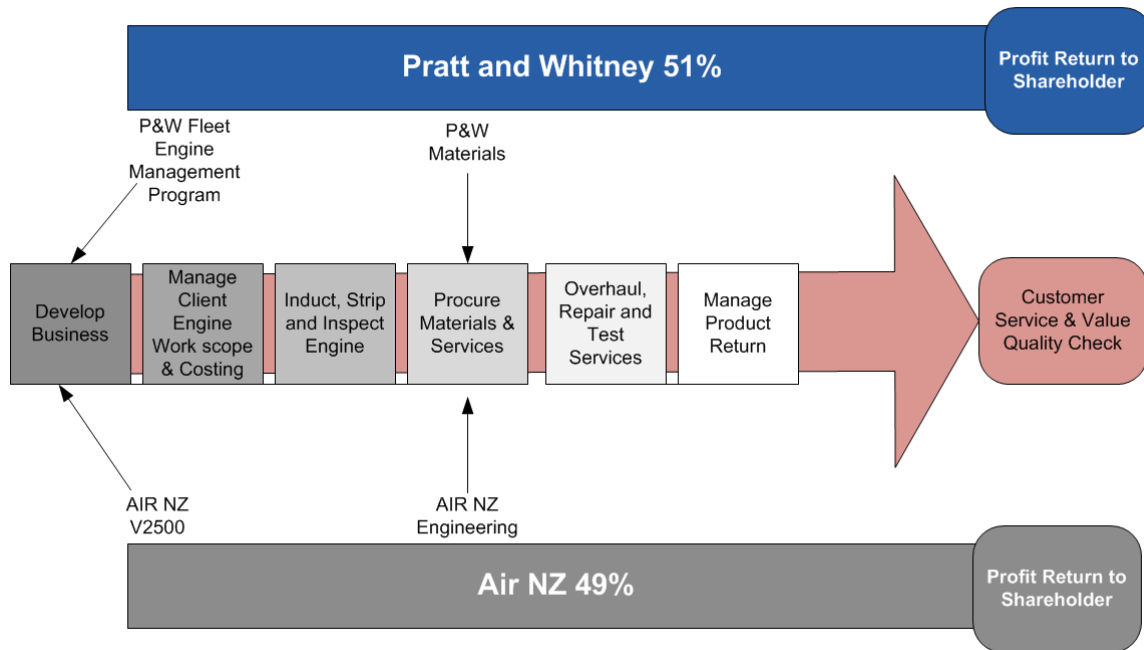 Pratt and Whitney 51%
Profit Return to
Shareholder
P&W Fleet
Engine
Management
Program
P&W
Materials
Develop
Business
Manage
Client
Engine
Work scope
& Costing
Induct, Strip
and Inspect
Engine
Procure
Materials &
Services
Overhaul,
Repair and
Test
Services
Manage
Product
Return
Customer
Service & Value
Quality Check
AIR NZ
V2500
AIR NZ
Engineering
Air NZ 49%
Profit Return to
Shareholder